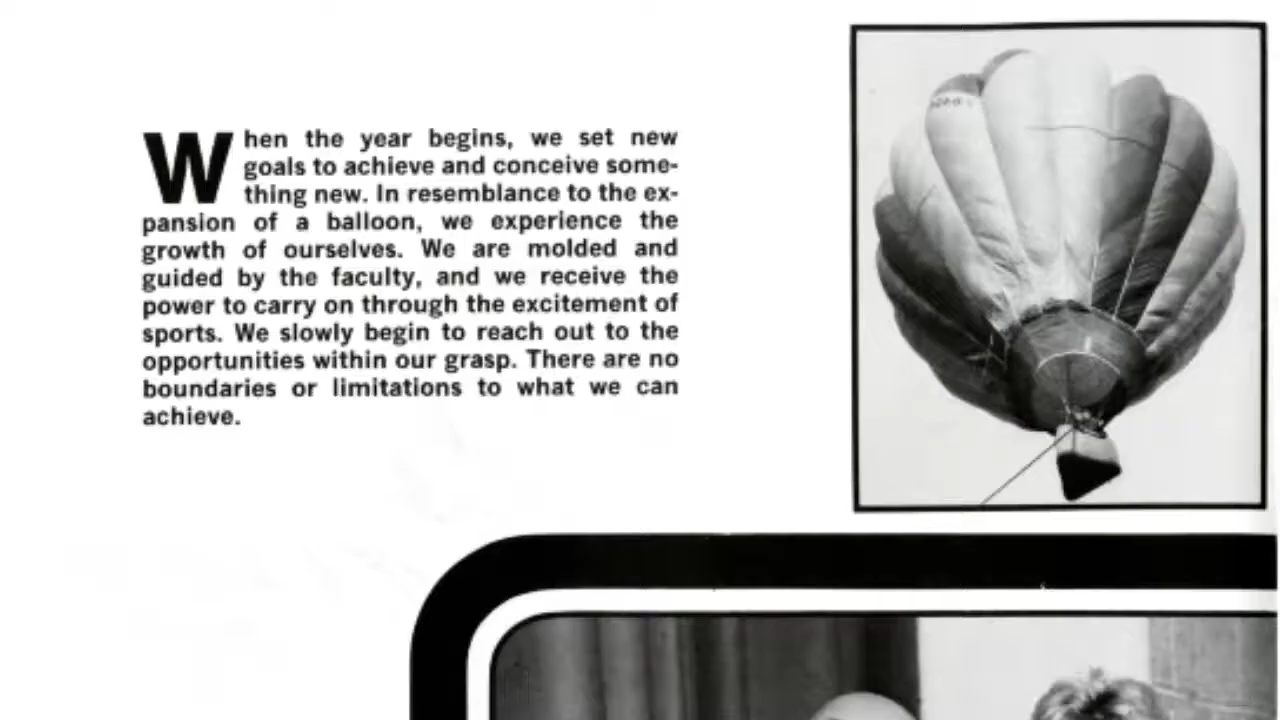 When the year begins, we set new
goals to achieve and conceive some-
thing new. In resemblance to the ex-
pansion of a balloon, we experience the
growth of ourselves. We are molded and
guided by the faculty, and we receive the
power to carry on through the excitement of
sports. We slowly begin to reach out to the
opportunities within our grasp. There are no
boundaries or limitations to what we can
achieve.